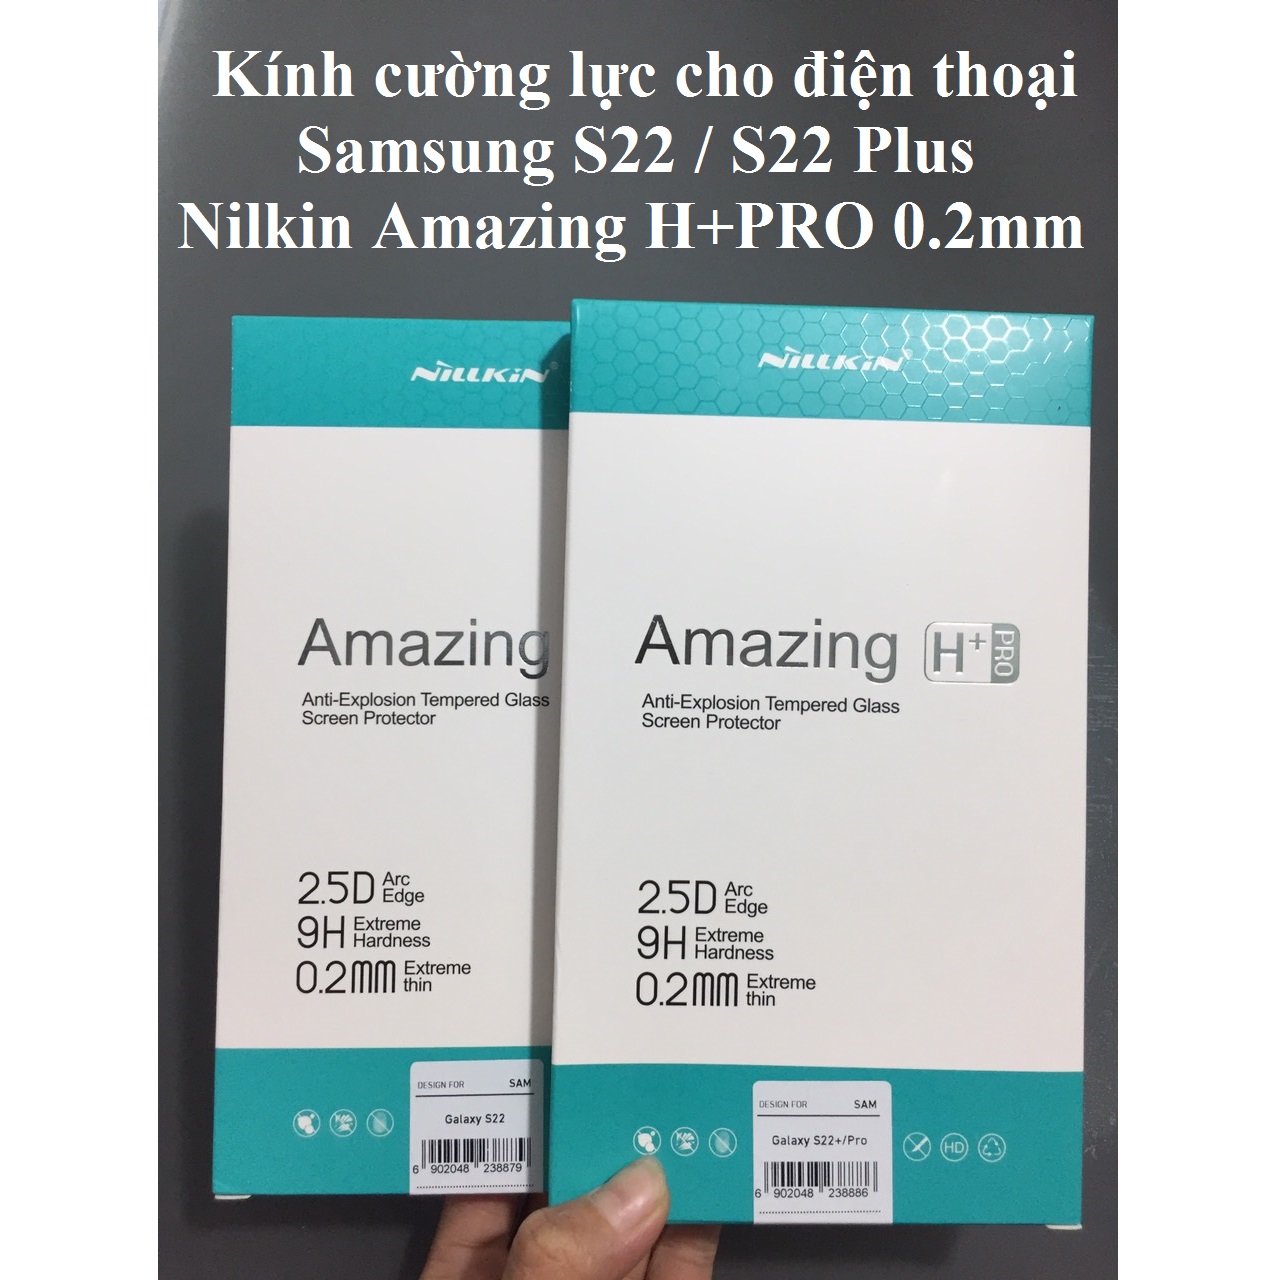 Kính cường lực cho điện thoại
Samsung S22 / S22 Plus
Nilkin Amazing H+PRO 0.2mm
NILLKIN
Amazing
Anti-Explosion Tempered Glass
Screen Protector
2.5D Arc Edge
9H Extreme Hardness
0.2mm Extreme thin
DESIGN FOR SAM
Galaxy S22
6 902048 238879
NILLKIN®
Amazing H+ PRO
Anti-Explosion Tempered Glass
Screen Protector
2.5D Arc Edge
9H Extreme Hardness
0.2mm Extreme thin
DESIGN FOR SAM
Galaxy S22+/Pro
6 902048 238886
HD